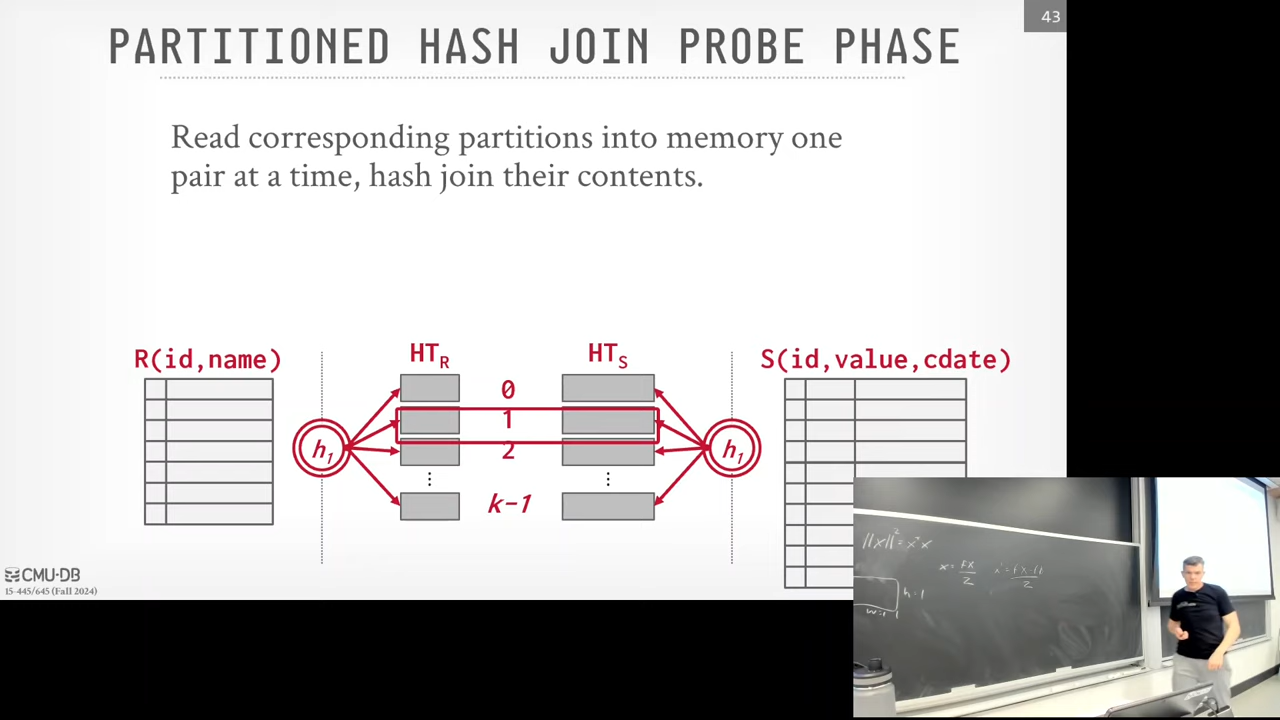 43
PARTITIONED HASH JOIN PROBE PHASE
Read corresponding partitions into memory one
pair at a time, hash join their contents.
R(id,name)
HTR
HTS
S(id,value,cdate)
0
1
2
k-1
h1
h1
⋮
⋮
CMU·DB
15-445/645 (Fall 2024)
||x||² =
h=1